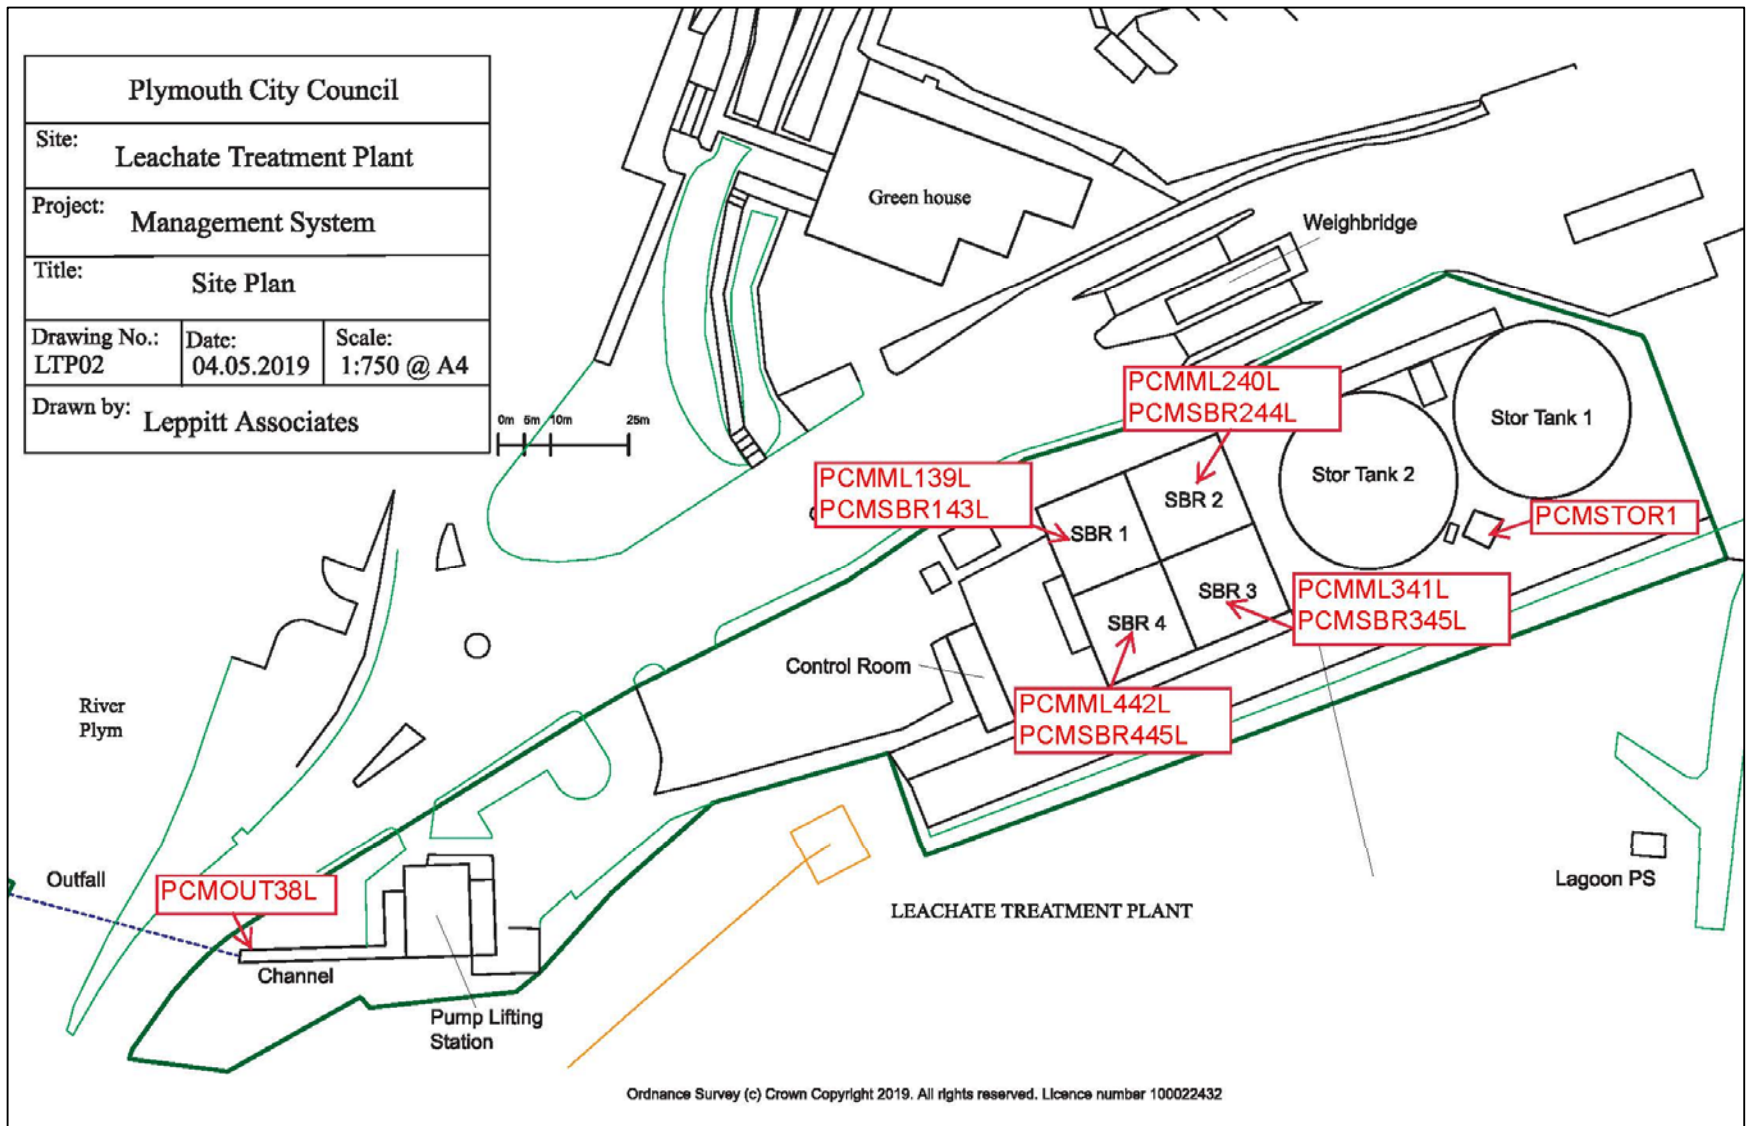 Plymouth City Council
Site: Leachate Treatment Plant
Project: Management System
Title: Site Plan
Drawing No.: LTP02
Date: 04.05.2019
Scale: 1:750 @ A4
Drawn by: Leppitt Associates
0m 5m 10m 25m
Green house
Weighbridge
PCMML240L
PCMSBR244L
Stor Tank 1
Stor Tank 2
PCMML139L
PCMSBR143L
SBR 2
SBR 1
PCMSTOR1
SBR 3
SBR 4
PCMML341L
PCMSBR345L
Control Room
PCMML442L
PCMSBR445L
River
Plym
Outfall
PCMOUT38L
Channel
Pump Lifting
Station
LEACHATE TREATMENT PLANT
Lagoon PS
Ordnance Survey (c) Crown Copyright 2019. All rights reserved. Licence number 100022432